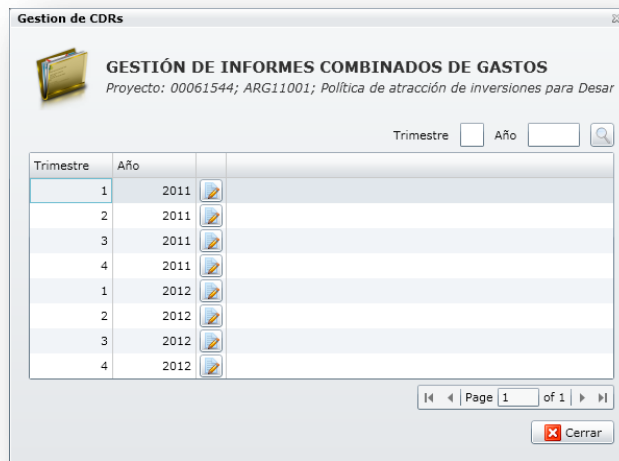 Gestion de CDRs
GESTIÓN DE INFORMES COMBINADOS DE GASTOS
Proyecto: 00061544; ARG11001; Política de atracción de inversiones para Desar
Trimestre Año
Trimestre Año
1 2011
2 2011
3 2011
4 2011
1 2012
2 2012
3 2012
4 2012
Page 1 of 1
Cerrar